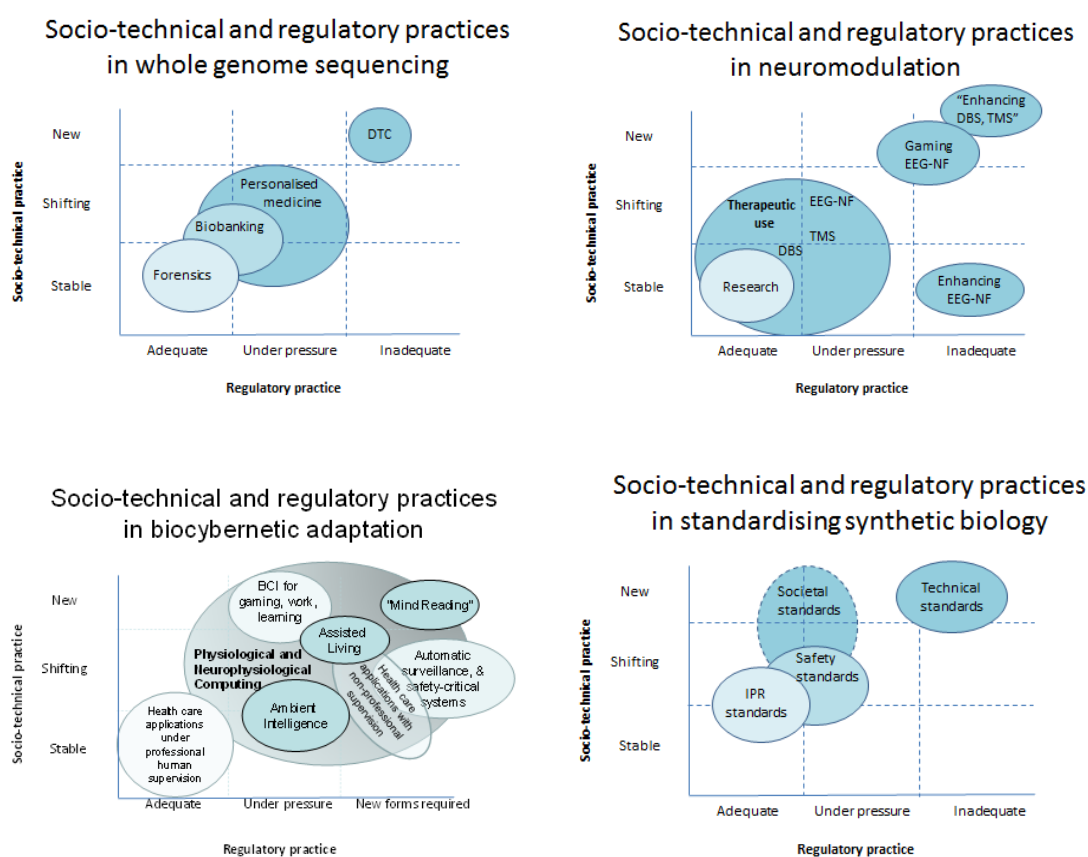 Socio-technical and regulatory practices
in whole genome sequencing
Socio-technical practice
New
Shifting
Stable
DTC
Personalised
medicine
Biobanking
Forensics
Adequate
Under pressure
Inadequate
Regulatory practice
Socio-technical and regulatory practices
in neuromodulation
Socio-technical practice
New
Shifting
Stable
"Enhancing
DBS, TMS"
Gaming
EEG-NF
Therapeutic
use
EEG-NF
TMS
DBS
Research
Enhancing
EEG-NF
Adequate
Under pressure
Inadequate
Regulatory practice
Socio-technical and regulatory practices
in biocybernetic adaptation
Socio-technical practice
New
Shifting
Stable
BCI for
gaming, work,
learning
"Mind Reading"
Assisted
Living
Physiological and
Neurophysiological
Computing
Automatic
surveillance, &
safety-critical
systems
Health care
applications with
non-professional
supervision
Ambient
Intelligence
Health care
applications
under
professional
human
supervision
Adequate
Under pressure
New forms required
Regulatory practice
Socio-technical and regulatory practices
in standardising synthetic biology
Socio-technical practice
New
Shifting
Stable
Societal
standards
Technical
standards
Safety
standards
IPR
standards
Adequate
Under pressure
Inadequate
Regulatory practice